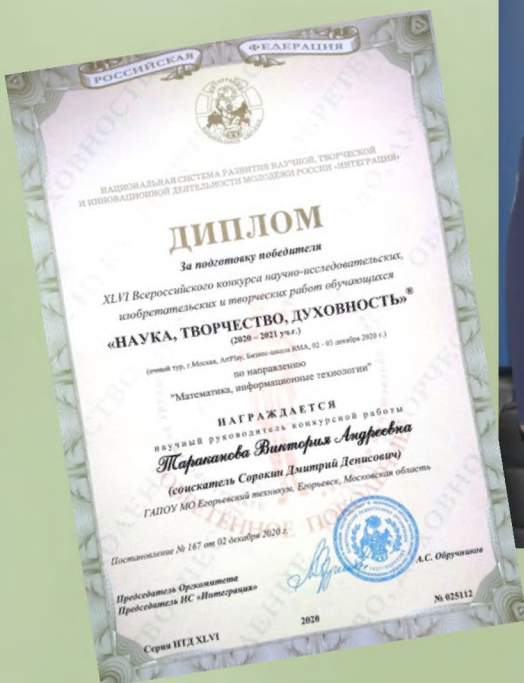 РОССИЙСКАЯ ФЕДЕРАЦИЯ
НАЦИОНАЛЬНАЯ СИСТЕМА РАЗВИТИЯ НАУЧНОЙ, ТВОРЧЕСКОЙ
И ИННОВАЦИОННОЙ ДЕЯТЕЛЬНОСТИ МОЛОДЁЖИ РОССИИ «ИНТЕГРАЦИЯ»
ДИПЛОМ
За подготовку победителя
XLVI Всероссийского конкурса научно-исследовательских,
изобретательских и творческих работ обучающихся
«НАУКА, ТВОРЧЕСТВО, ДУХОВНОСТЬ»®
(2020 – 2021 уч.г.)
(очный тур, г.Москва, ArtPlay, Бизнес-школа RMA, 02 - 05 декабря 2020 г.)
по направлению
"Математика, информационные технологии"
НАГРАЖДАЕТСЯ
научный руководитель конкурсной работы
Тараканова Виктория Андреевна
(соискатель Сорокин Дмитрий Денисович)
ГАПОУ МО Егорьевский техникум, Егорьевск, Московская область
Постановление № 167 от 02 декабря 2020 г.
Председатель Оргкомитета
Председатель НС «Интеграция»
А.С. Обручников
Серия НТД XLVI
2020
№ 025112